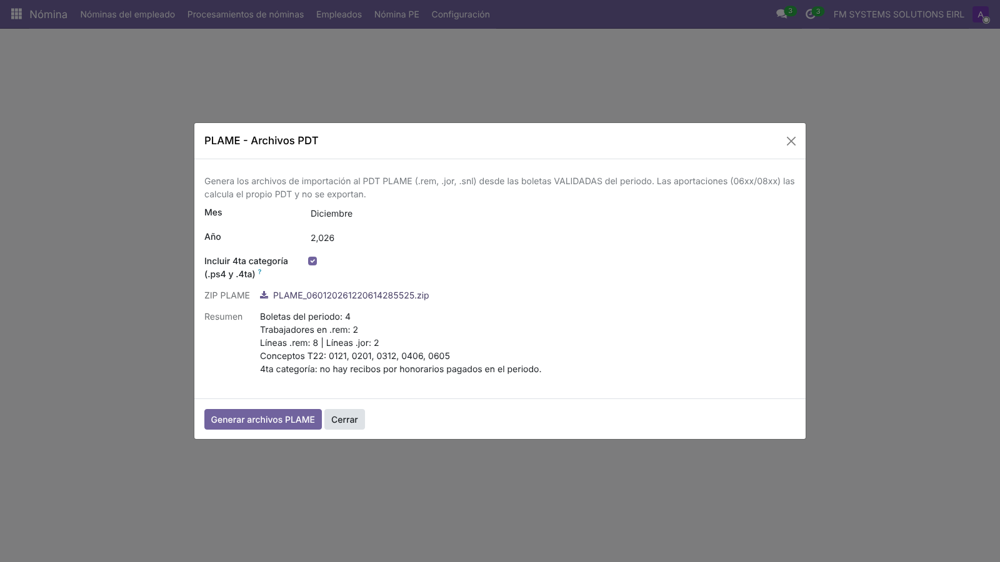 Nómina Nóminas del empleado Procesamientos de nóminas Empleados Nómina PE Configuración 3 3 FM SYSTEMS SOLUTIONS EIRL A
PLAME - Archivos PDT
Genera los archivos de importación al PDT PLAME (.rem, .jor, .snl) desde las boletas VALIDADAS del periodo. Las aportaciones (06xx/08xx) las
calcula el propio PDT y no se exportan.
Mes Diciembre
Año 2,026
Incluir 4ta categoría
(.ps4 y .4ta) ?
ZIP PLAME PLAME_060120261220614285525.zip
Resumen Boletas del periodo: 4
Trabajadores en .rem: 2
Líneas .rem: 8 | Líneas .jor: 2
Conceptos T22: 0121, 0201, 0312, 0406, 0605
4ta categoría: no hay recibos por honorarios pagados en el periodo.
Generar archivos PLAME Cerrar